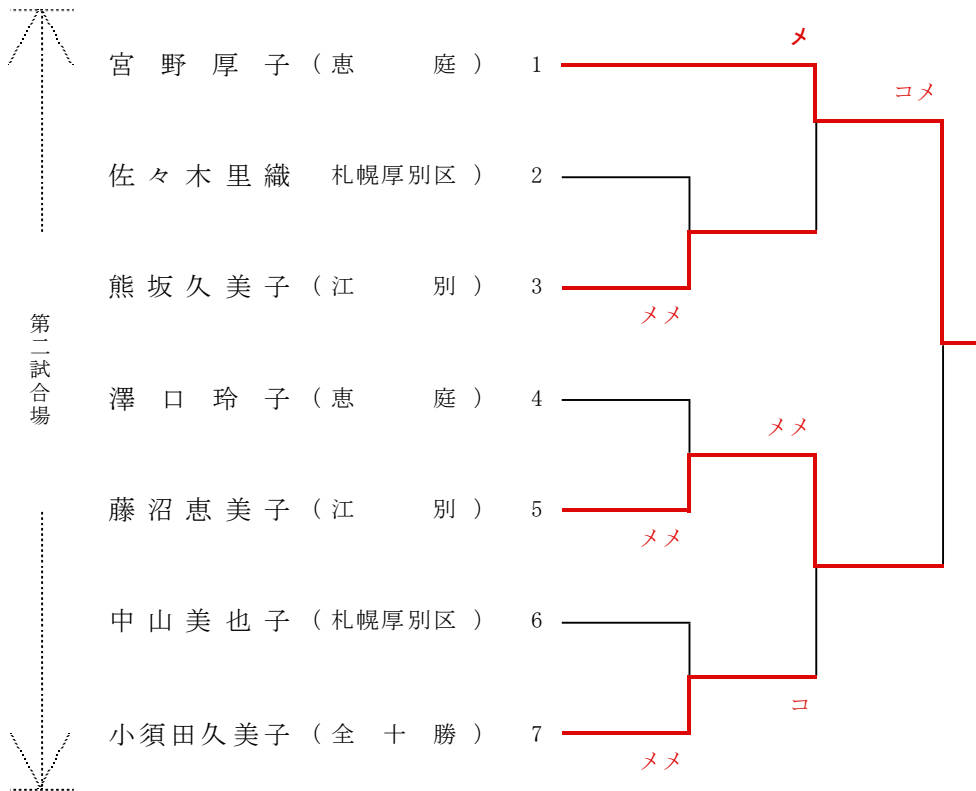 メ
宮野厚子（恵庭） 1
コメ
佐々木里織 札幌厚別区） 2
熊坂久美子（江別） 3
メメ
第二試合場
澤口玲子（恵庭） 4
メメ
藤沼恵美子（江別） 5
メメ
中山美也子（札幌厚別区） 6
コ
小須田久美子（全十勝） 7
メメ